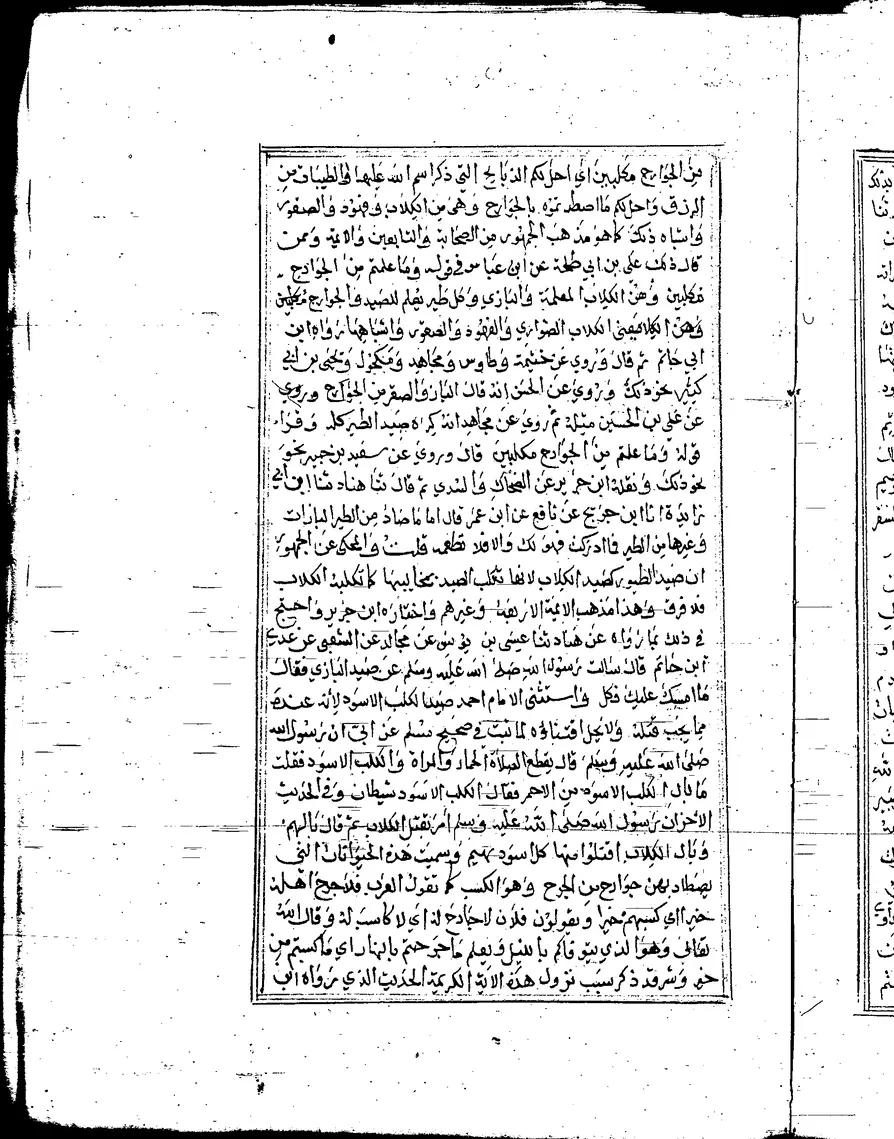 من الجوارح مكلبين اي احل لكم الذبايح التي ذكر اسم الله عليها والطيبات من
الرزق واحل لكم ما اصطدتموه بالجوارح وهي من الكلاب وفهود والصقور
واشباه ذلك كما هو مذهب الجمهور من الصحابة والتابعين والايمة وممن
قال ذلك علي بن ابي طلحة عن ابن عباس في قوله وما علمتم من الجوارح
مكلبين وهن الكلاب المعلمة والبازي وكل طير يعلم للصيد والجوارح مكلبين
وهن الكلاب يعني الكلاب الضواري والفهود والصقور واشباهها رواه ابن
ابي حاتم ثم قال وروي عن خيثمة وطاوس ومجاهد ومكحول ويحيى بن ابي
كثير نحو ذلك وروي عن الحسن انه قال الباز والصقر من الجوارح وروي
عن علي بن الحسين مثله ثم روي عن مجاهد انه كره صيد الطير كله وقراء
قوله وما علمتم من الجوارح مكلبين قال وروي عن سعيد بن جبير نحو
نحو ذلك ونقله ابن جرير عن الضحاك والسدي ثم قال ثنا هناد ثنا ابن ابي
زايدة انا ابن جريج عن نافع عن ابن عمر قال اما ما صاد من الطير البازات
وغيرها من الطير فما ادركت فهو لك والا فلا تطعمه قلت والمحكي عن الجمهور
ان صيد الطيور كصيد الكلاب لانها تكلب الصيد بمخاليبها كما تكلبه الكلاب
فلا فرق وهذا مذهب الايمة الاربعة وغيرهم واختاره ابن جرير واحتج
في ذلك بما رواه عن هناد ثنا عيسى بن يونس عن مجالد عن الشعبي عن عدي
ابن حاتم قال سالت رسول الله صلى الله عليه وسلم عن صيد البازي فقال
ما امسك عليك فكل واستثنى الامام احمد صيد الكلب الاسود لانه عنده
مما يجب قتله ولا يحل اقتناؤه لما ثبت في صحيح مسلم عن ابي ان رسول الله
صلى الله عليه وسلم قال يقطع الصلاة الحمار والمراة والكلب الاسود فقلت
ما بال الكلب الاسود من الاحمر فقال الكلب الاسود شيطان وفي الحديث
الاخر ان رسول الله صلى الله عليه وسلم امر بقتل الكلاب ثم قال ما لهم
وبال الكلاب اقتلوا منها كل اسود بهيم وسميت هذه الحيوانات التي
يصطاد بهن جوارح من الجرح وهو الكسب كما تقول العرب فلان جرح اهله
خيرا اي كسبهم خيرا ويقولون فلان لا جارح له اي لا كاسب له وقال الله
تعالى وهو الذي يتوفاكم بالليل ويعلم ما جرحتم بالنهار اي ما كسبتم من
خير وشر وقد ذكر سبب نزول هذه الاية الكريمة الحديث الذي رواه ابن